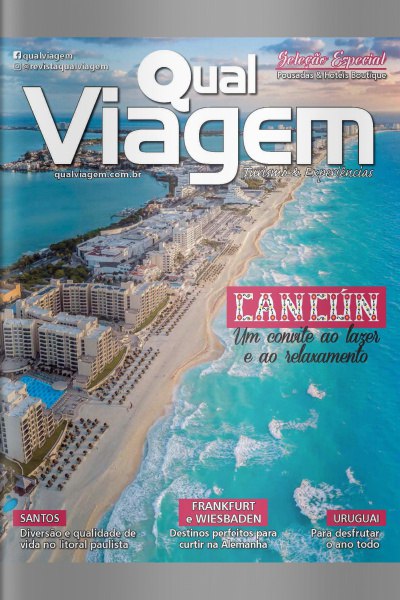 qualviagem
@revistaqualviagem
Seleção Especial
Pousadas & Hotéis Boutique
Qual
Viagem
Turismo & Experiências
qualviagem.com.br
CANCÚN
Um convite ao lazer
e ao relaxamento
SANTOS
Diversão e qualidade de
vida no litoral paulista
FRANKFURT
e WIESBADEN
Destinos perfeitos para
curtir na Alemanha
URUGUAI
Para desfrutar
o ano todo